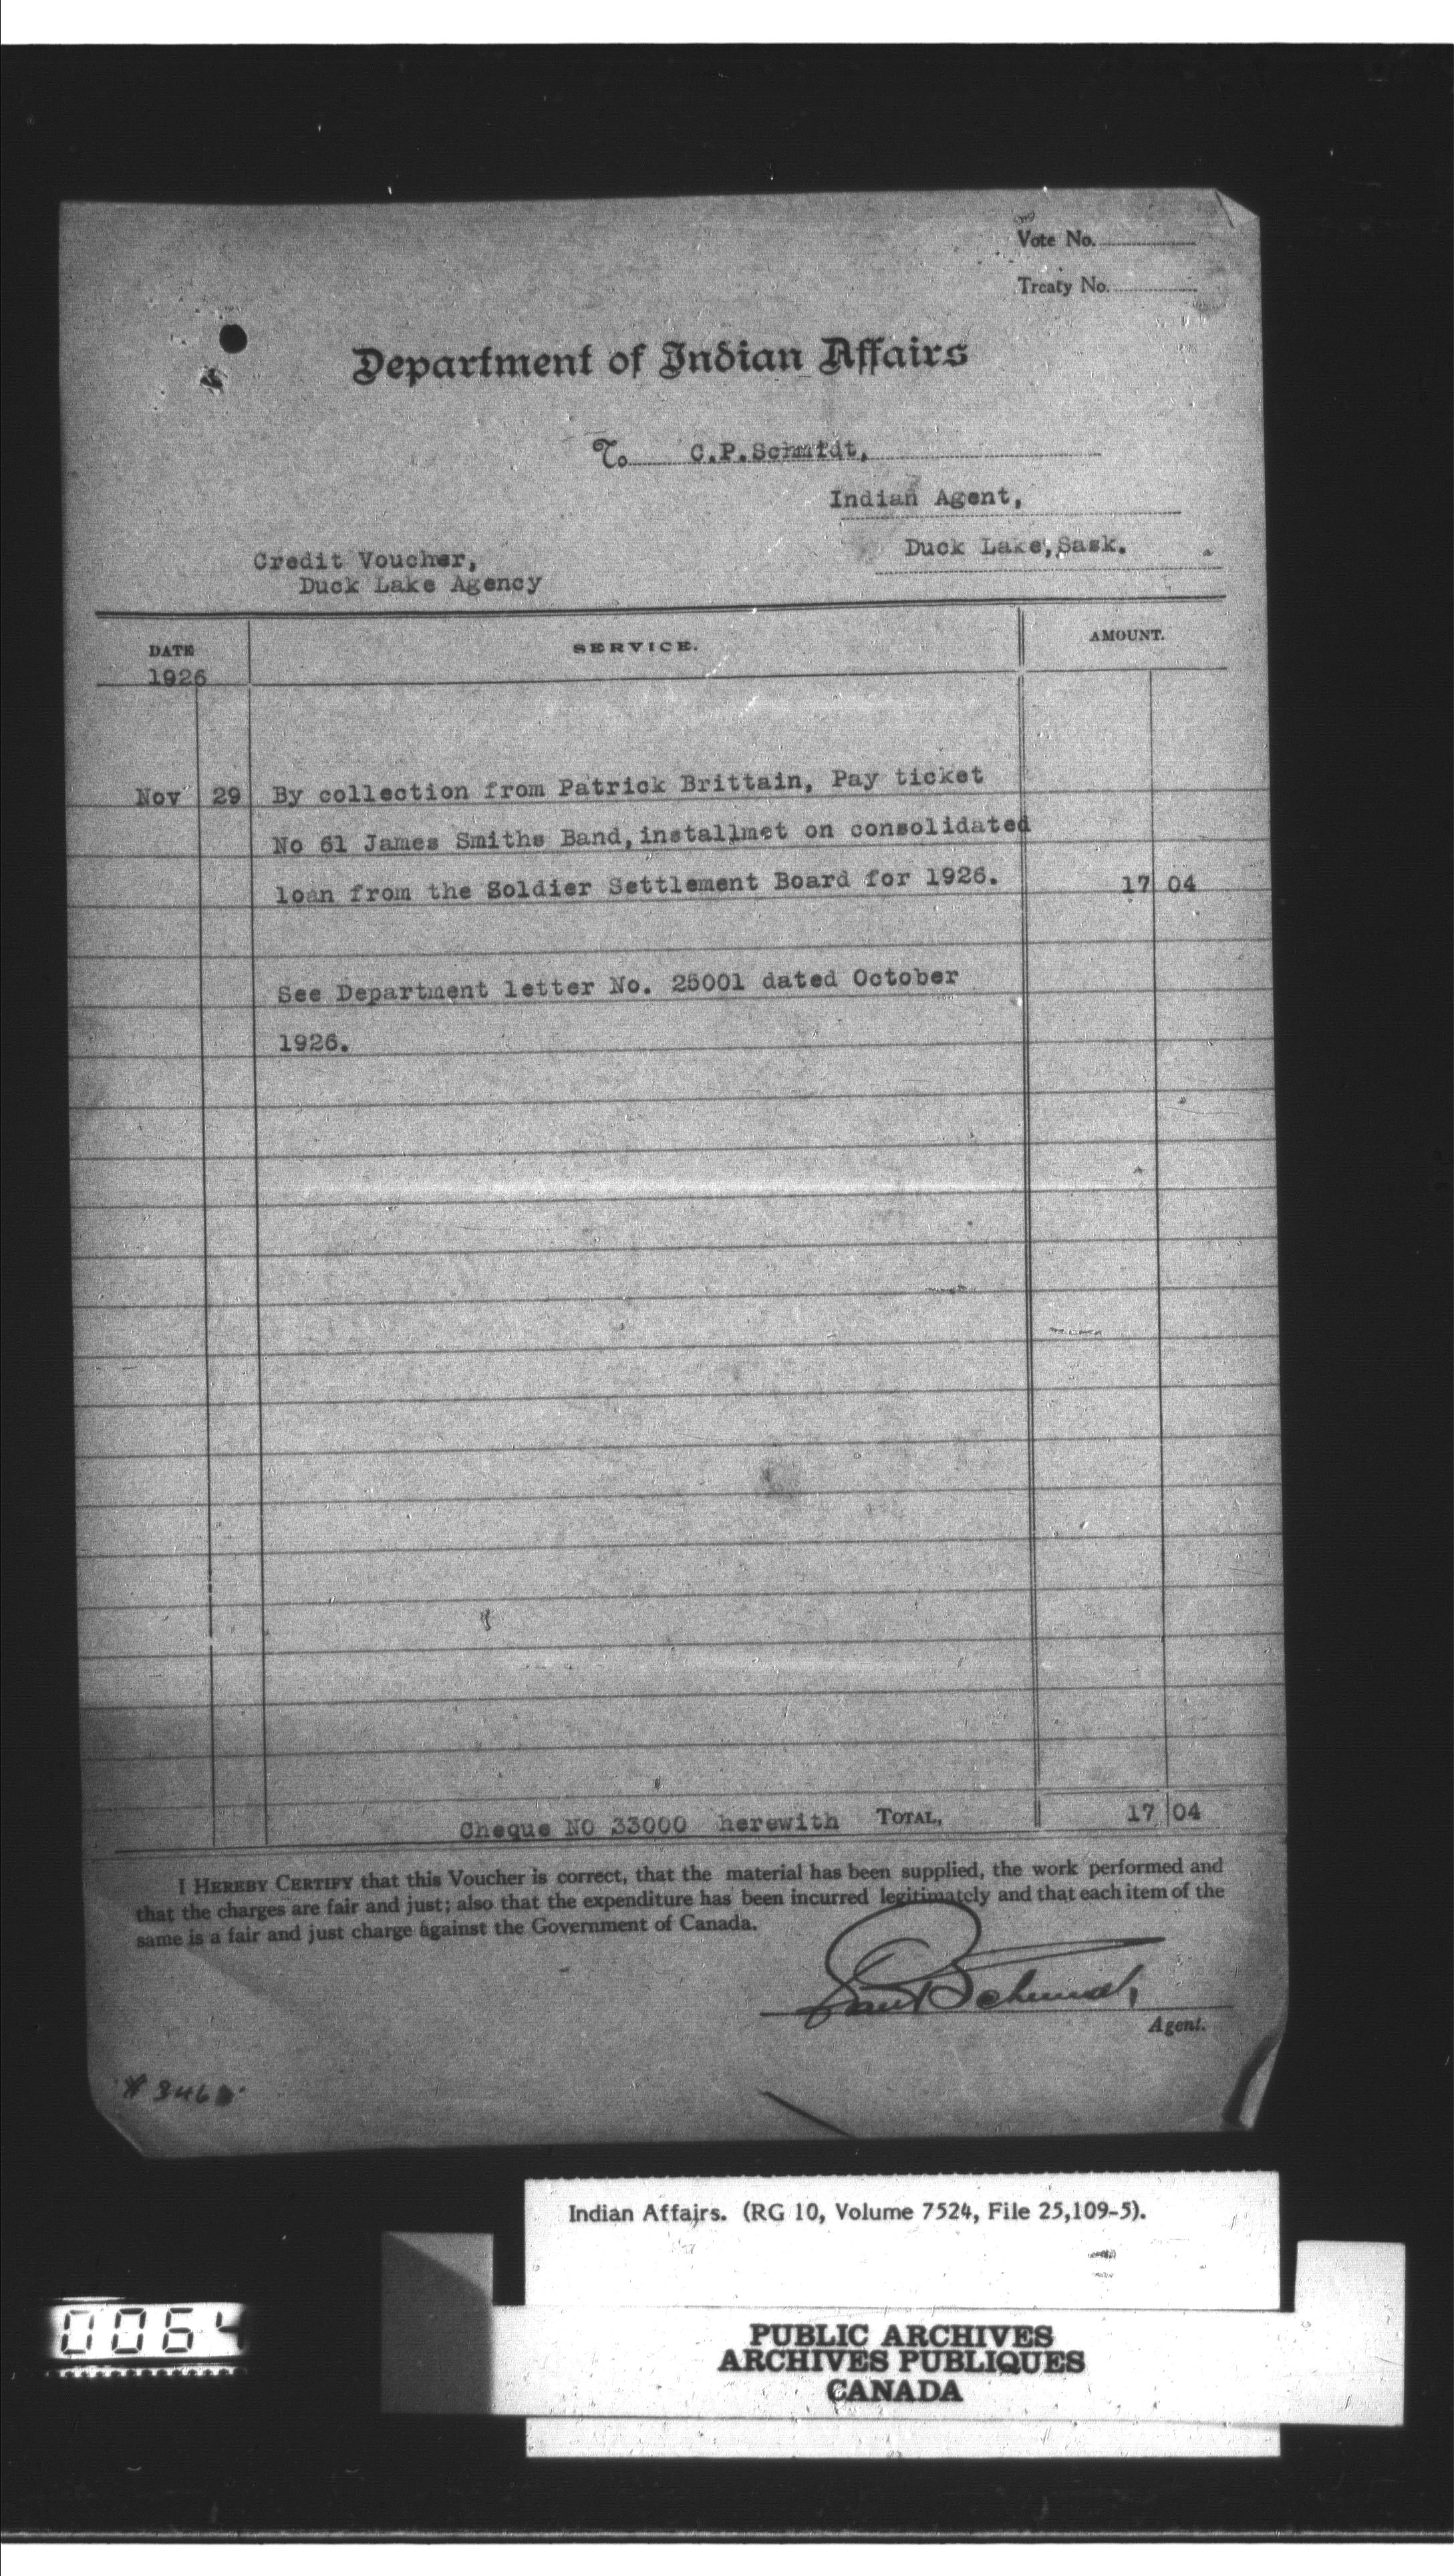 Vote No.
Treaty No.
Department of Indian Affairs
To C.P.Schmidt,
Indian Agent,
Duck Lake, Sask.
Credit Voucher,
Duck Lake Agency
DATE SERVICE. AMOUNT.
1926
Nov 29 By collection from Patrick Brittain, Pay ticket
No 61 James Smiths Band, installmet on consolidated
loan from the Soldier Settlement Board for 1926. 17 04
See Department letter No. 25001 dated October
1926.
Cheque NO 33000 herewith TOTAL, 17 04
I HEREBY CERTIFY that this Voucher is correct, that the material has been supplied, the work performed and
that the charges are fair and just; also that the expenditure has been incurred legitimately and that each item of the
same is a fair and just charge against the Government of Canada.
Schmidt
Agent.
Indian Affairs. (RG 10, Volume 7524, File 25,109-5).
0064
PUBLIC ARCHIVES
ARCHIVES PUBLIQUES
CANADA